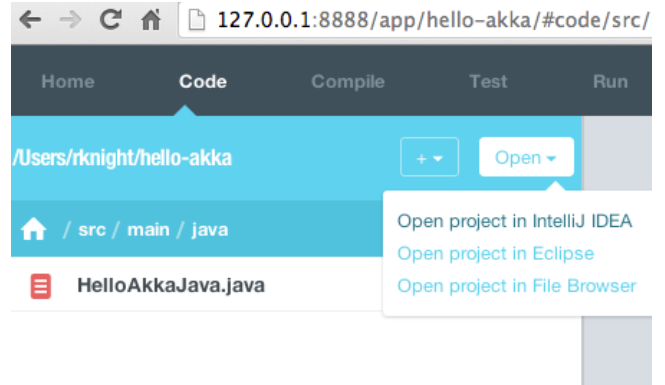 127.0.0.1:8888/app/hello-akka/#code/src/
Home Code Compile Test Run
/Users/rknight/hello-akka + Open
/ src / main / java
Open project in IntelliJ IDEA
Open project in Eclipse
HelloAkkaJava.java
Open project in File Browser